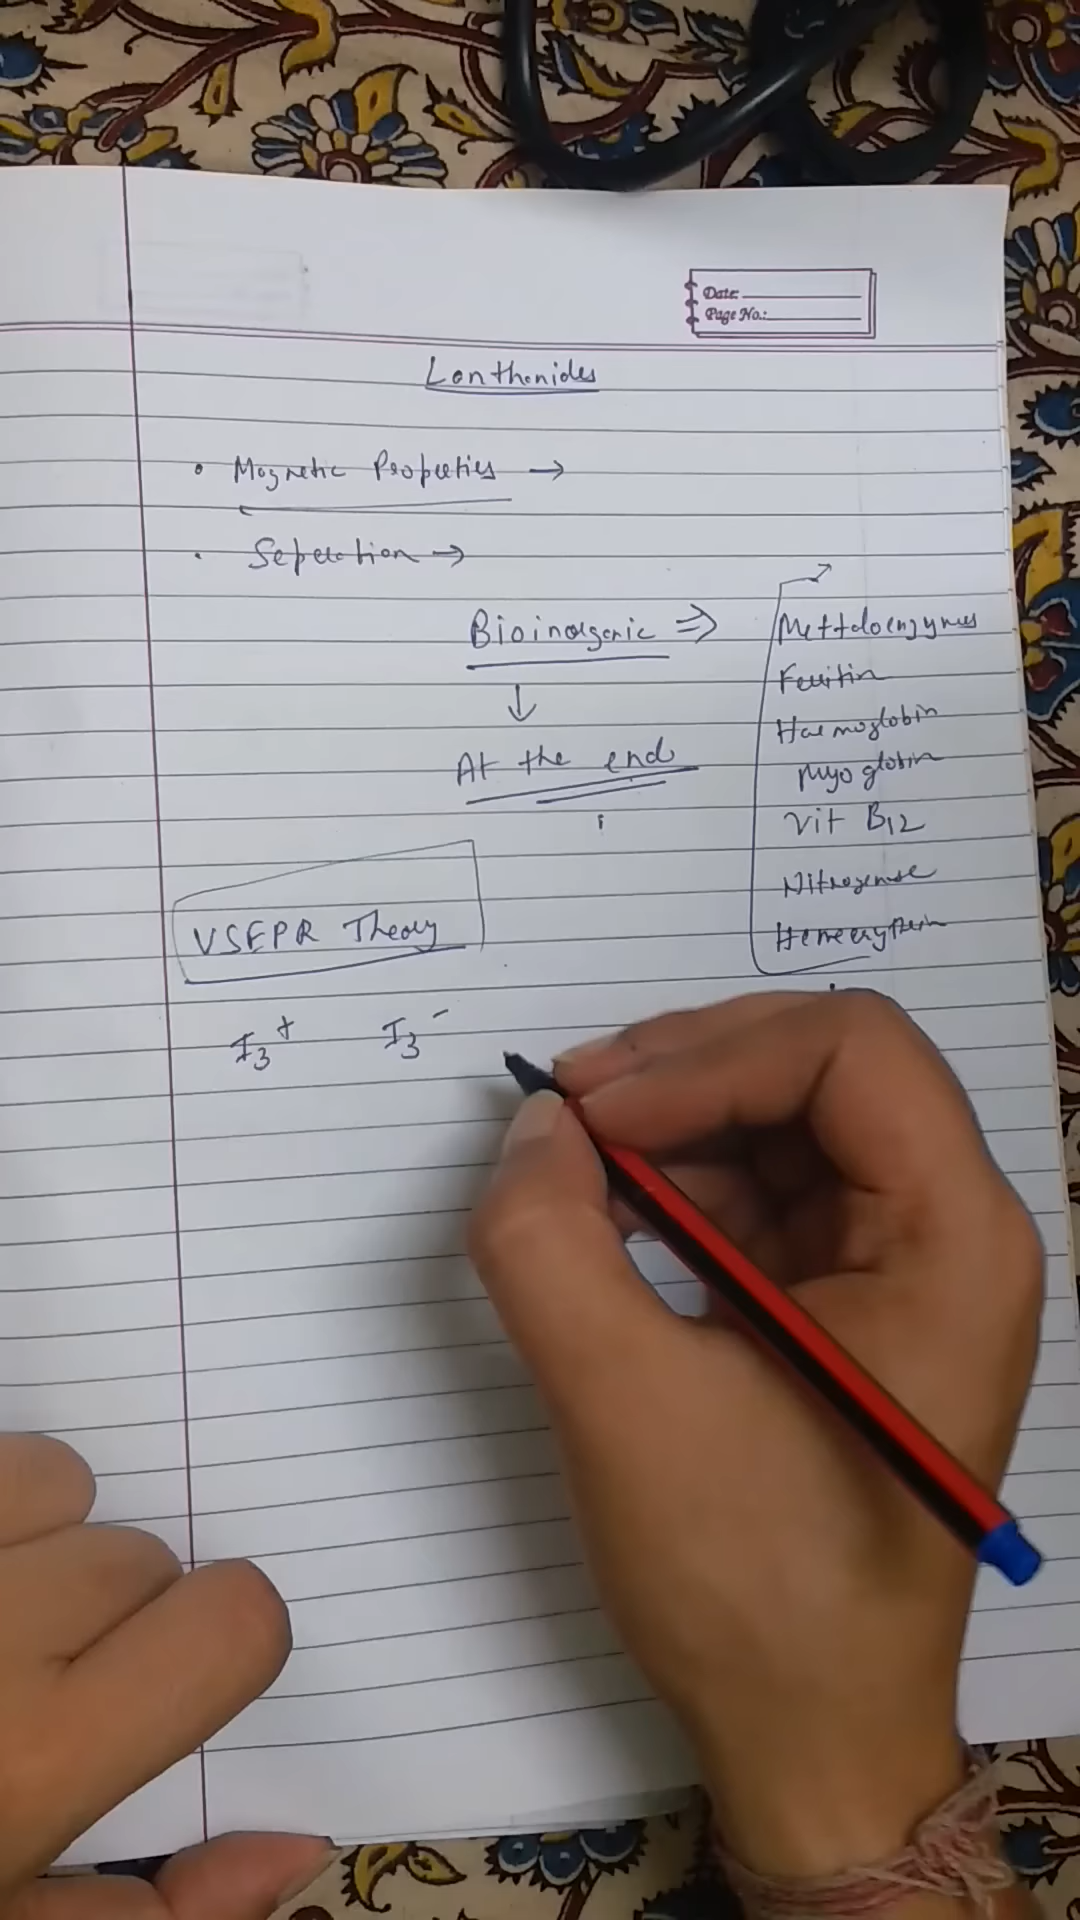 Date:
Page No.:
Lanthanides
• Magnetic Properties →
• Seperation →
Bioinorganic ⇒
↓
At the end
Mettaloenzymes
Ferritin
Haemoglobin
Myoglobin
Vit B12
Nitrogenase
Hemerythrin
VSEPR Theory
I₃⁺ I₃⁻